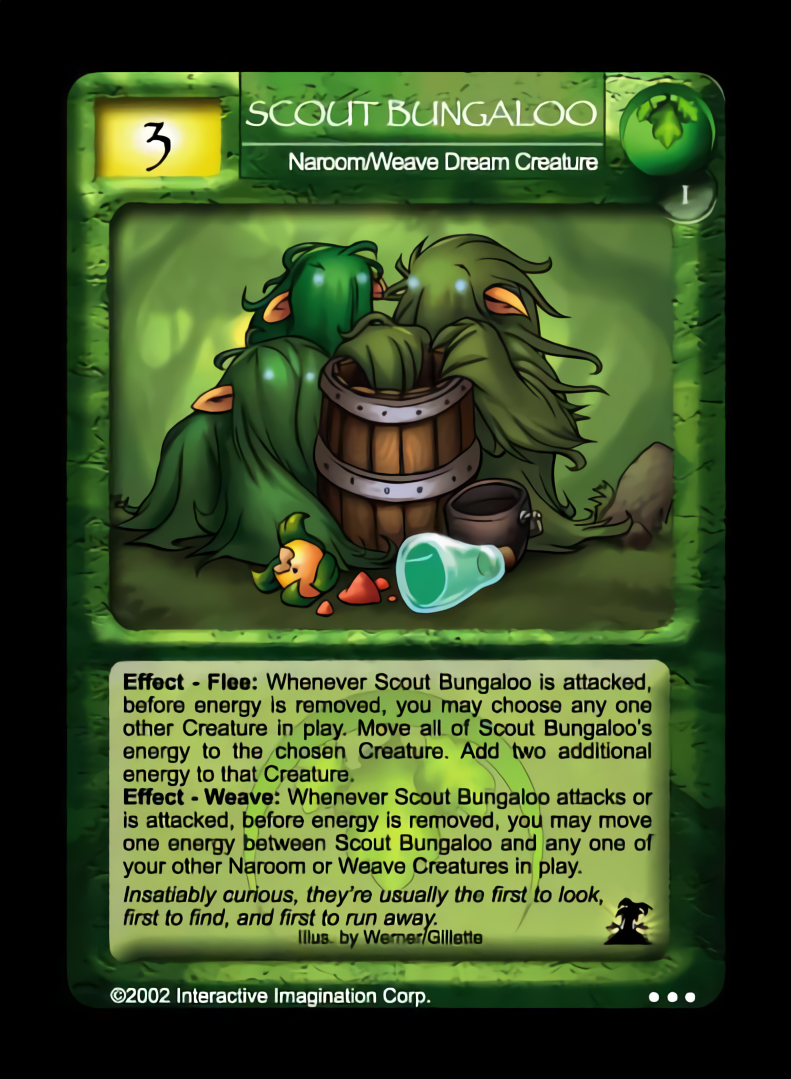 3
SCOUT BUNGALOO
Naroom/Weave Dream Creature
I
Effect - Flee: Whenever Scout Bungaloo is attacked,
before energy is removed, you may choose any one
other Creature in play. Move all of Scout Bungaloo's
energy to the chosen Creature. Add two additional
energy to that Creature.
Effect - Weave: Whenever Scout Bungaloo attacks or
is attacked, before energy is removed, you may move
one energy between Scout Bungaloo and any one of
your other Naroom or Weave Creatures in play.
Insatiably curious, they're usually the first to look,
first to find, and first to run away.
Illus. by Werner/Gillette
©2002 Interactive Imagination Corp.